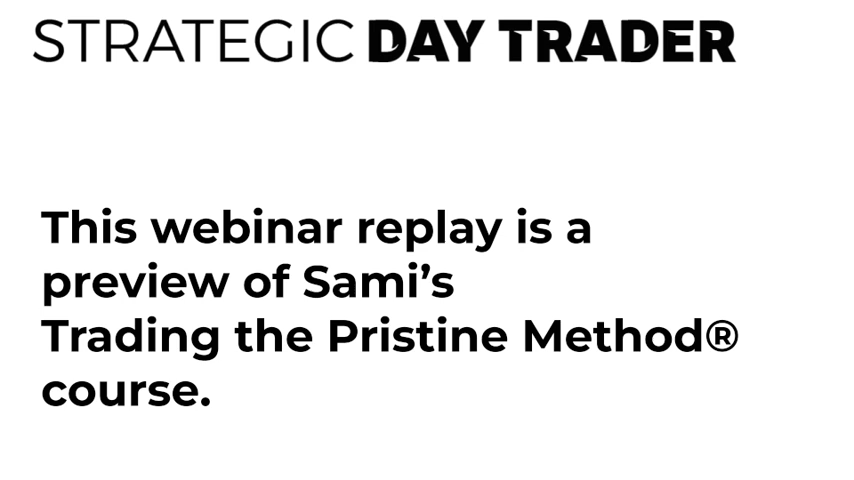 STRATEGIC DAY TRADER
This webinar replay is a
preview of Sami’s
Trading the Pristine Method®
course.